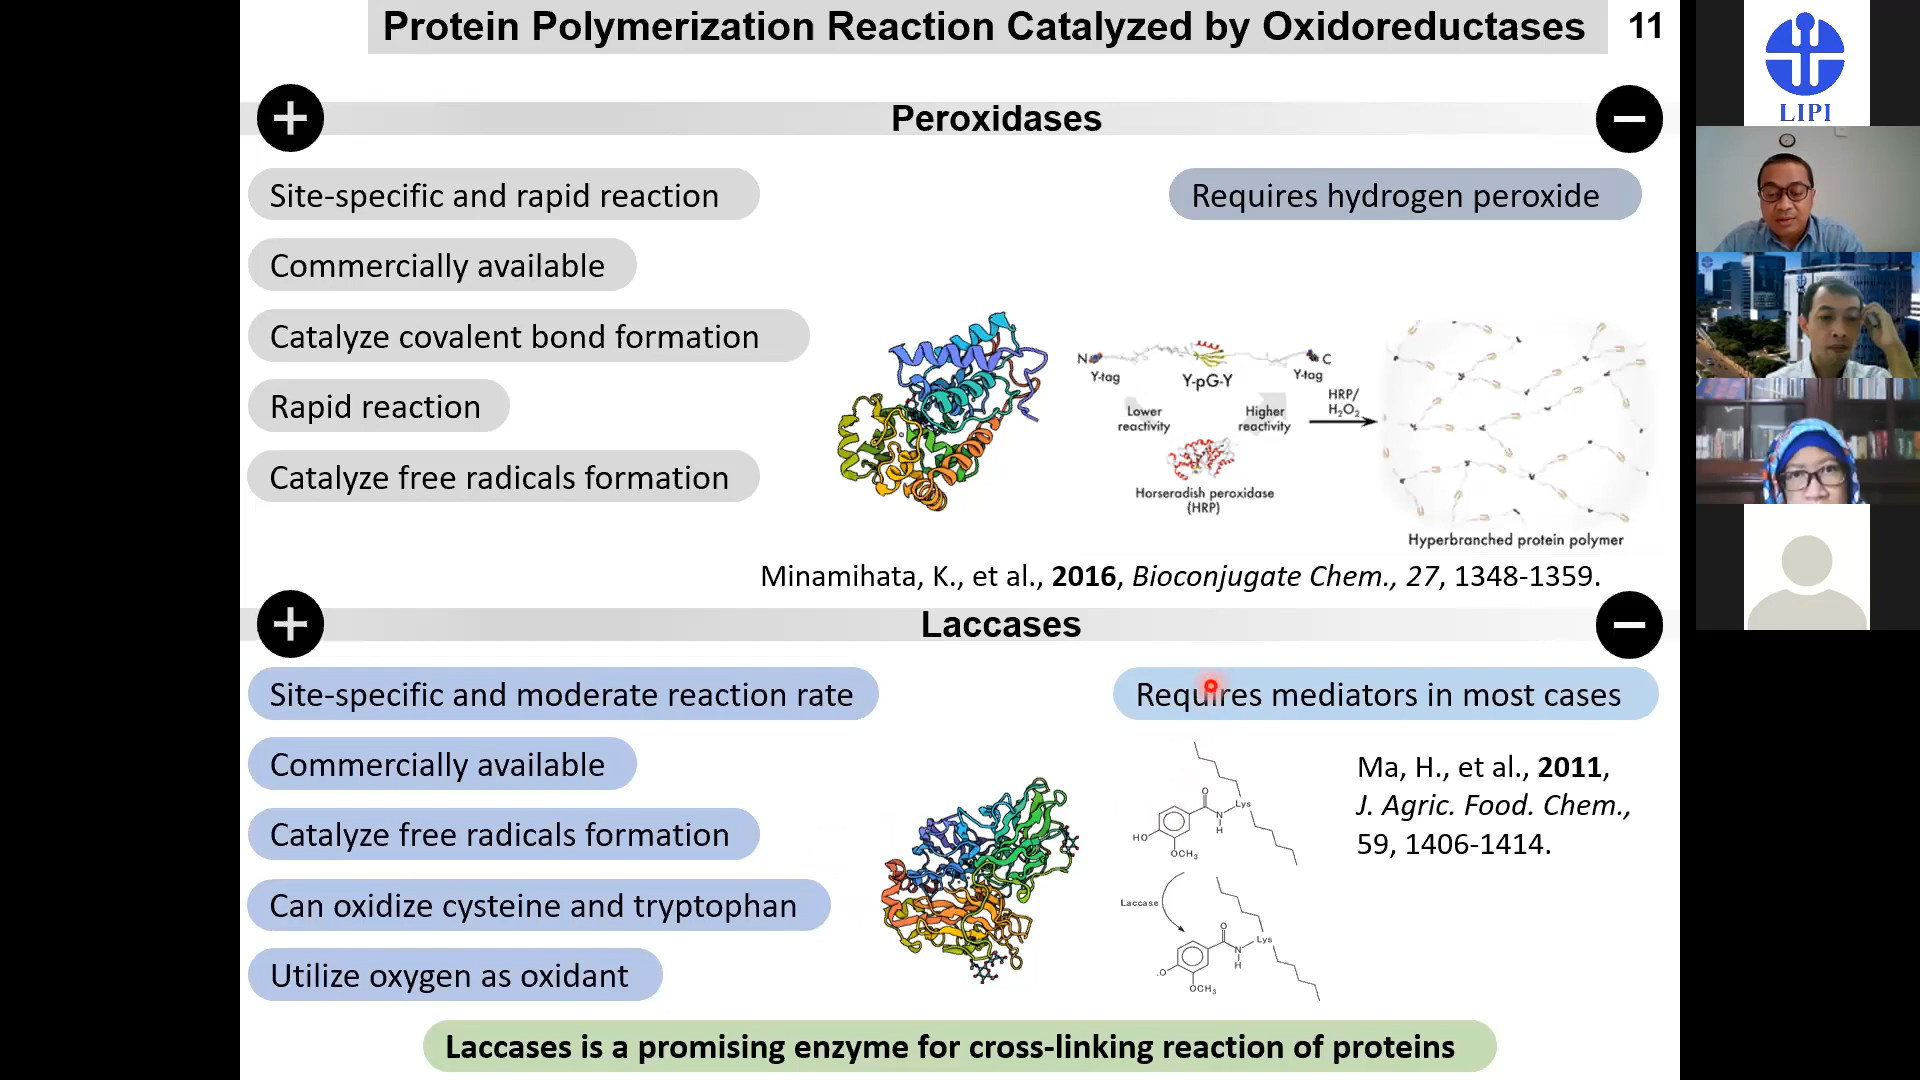 Protein Polymerization Reaction Catalyzed by Oxidoreductases
11
Peroxidases
Site-specific and rapid reaction
Requires hydrogen peroxide
Commercially available
Catalyze covalent bond formation
Rapid reaction
Catalyze free radicals formation
N
Y-tag
Y-pG-Y
C
Y-tag
Lower
reactivity
Higher
reactivity
HRP/
H₂O₂
Horseradish peroxidase
(HRP)
Hyperbranched protein polymer
Minamihata, K., et al., 2016, Bioconjugate Chem., 27, 1348-1359.
Laccases
Site-specific and moderate reaction rate
Requires mediators in most cases
Commercially available
Catalyze free radicals formation
Can oxidize cysteine and tryptophan
Utilize oxygen as oxidant
O
Lys
N
H
HO
OCH₃
Laccase
O
Lys
N
H
.O
OCH₃
Ma, H., et al., 2011,
J. Agric. Food. Chem.,
59, 1406-1414.
Laccases is a promising enzyme for cross-linking reaction of proteins
LIPI